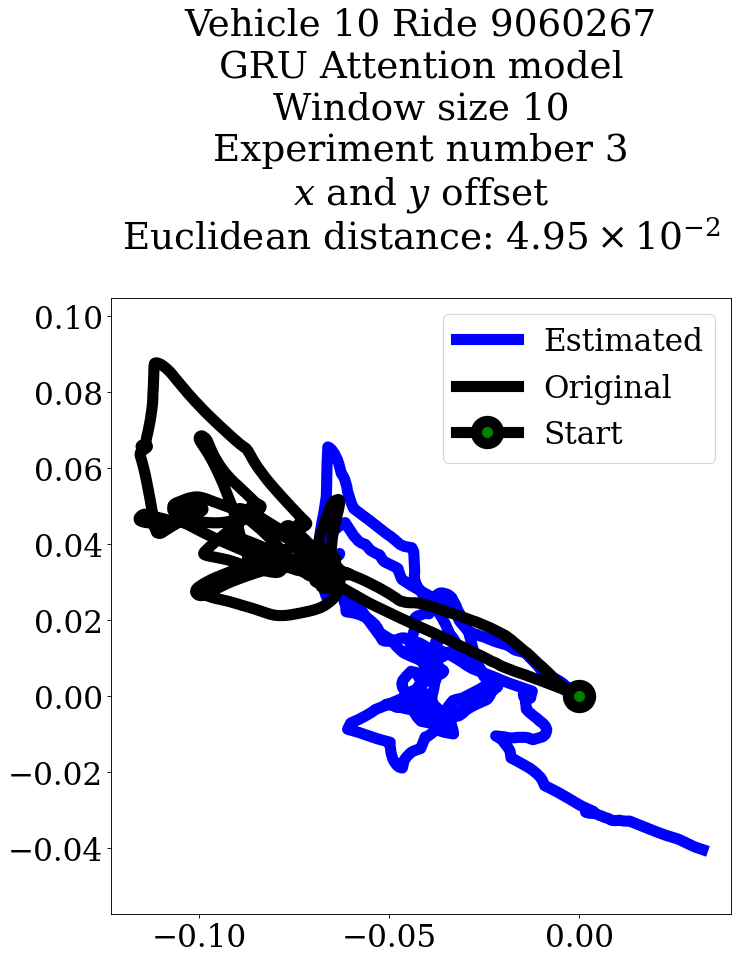 Vehicle 10 Ride 9060267
GRU Attention model
Window size 10
Experiment number 3
x and y offset
Euclidean distance: 4.95 × 10⁻²
Estimated
Original
Start
0.10
0.08
0.06
0.04
0.02
0.00
−0.02
−0.04
−0.10 −0.05 0.00